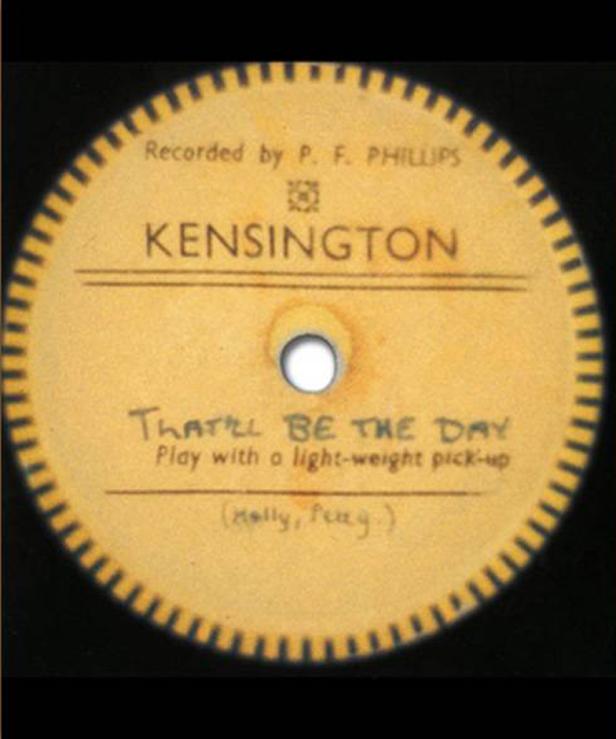 Recorded by P. F. PHILLIPS
KENSINGTON
THAT'LL BE THE DAY
Play with a light-weight pick-up
(Holly, Petty.)